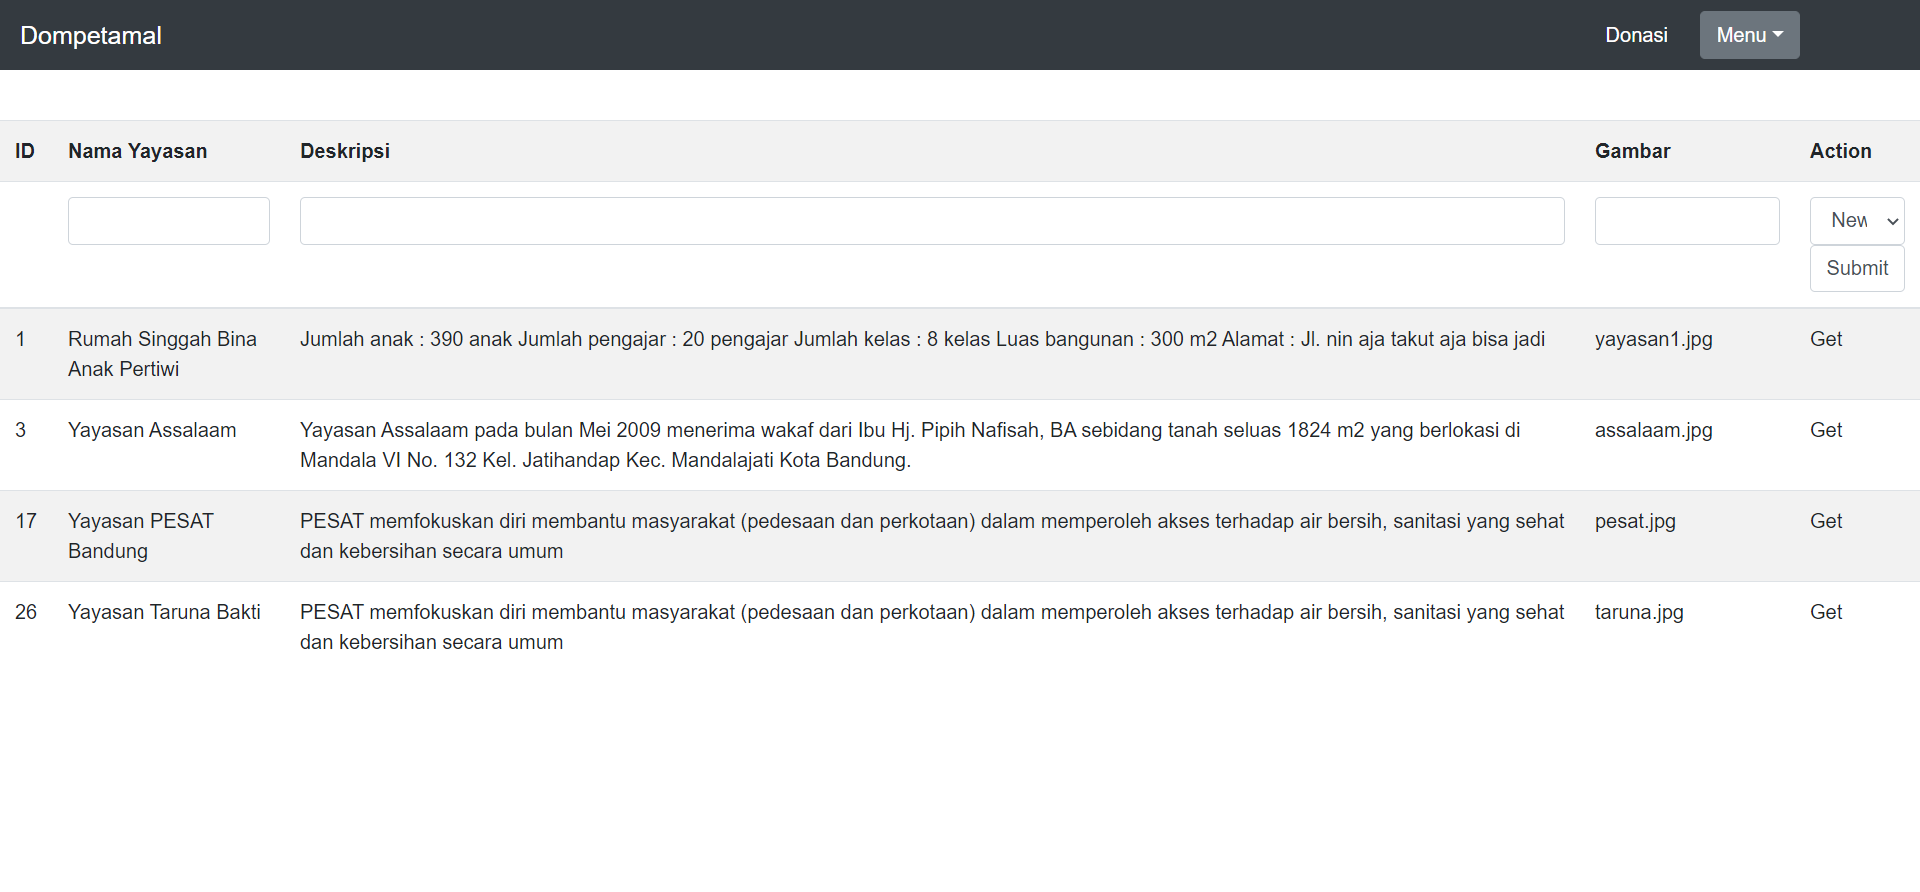 Dompetamal
Donasi
Menu
ID Nama Yayasan Deskripsi Gambar Action
New
Submit
1 Rumah Singgah Bina Jumlah anak : 390 anak Jumlah pengajar : 20 pengajar Jumlah kelas : 8 kelas Luas bangunan : 300 m2 Alamat : Jl. nin aja takut aja bisa jadi yayasan1.jpg Get
Anak Pertiwi
3 Yayasan Assalaam Yayasan Assalaam pada bulan Mei 2009 menerima wakaf dari Ibu Hj. Pipih Nafisah, BA sebidang tanah seluas 1824 m2 yang berlokasi di assalaam.jpg Get
Mandala VI No. 132 Kel. Jatihandap Kec. Mandalajati Kota Bandung.
17 Yayasan PESAT PESAT memfokuskan diri membantu masyarakat (pedesaan dan perkotaan) dalam memperoleh akses terhadap air bersih, sanitasi yang sehat pesat.jpg Get
Bandung dan kebersihan secara umum
26 Yayasan Taruna Bakti PESAT memfokuskan diri membantu masyarakat (pedesaan dan perkotaan) dalam memperoleh akses terhadap air bersih, sanitasi yang sehat taruna.jpg Get
dan kebersihan secara umum